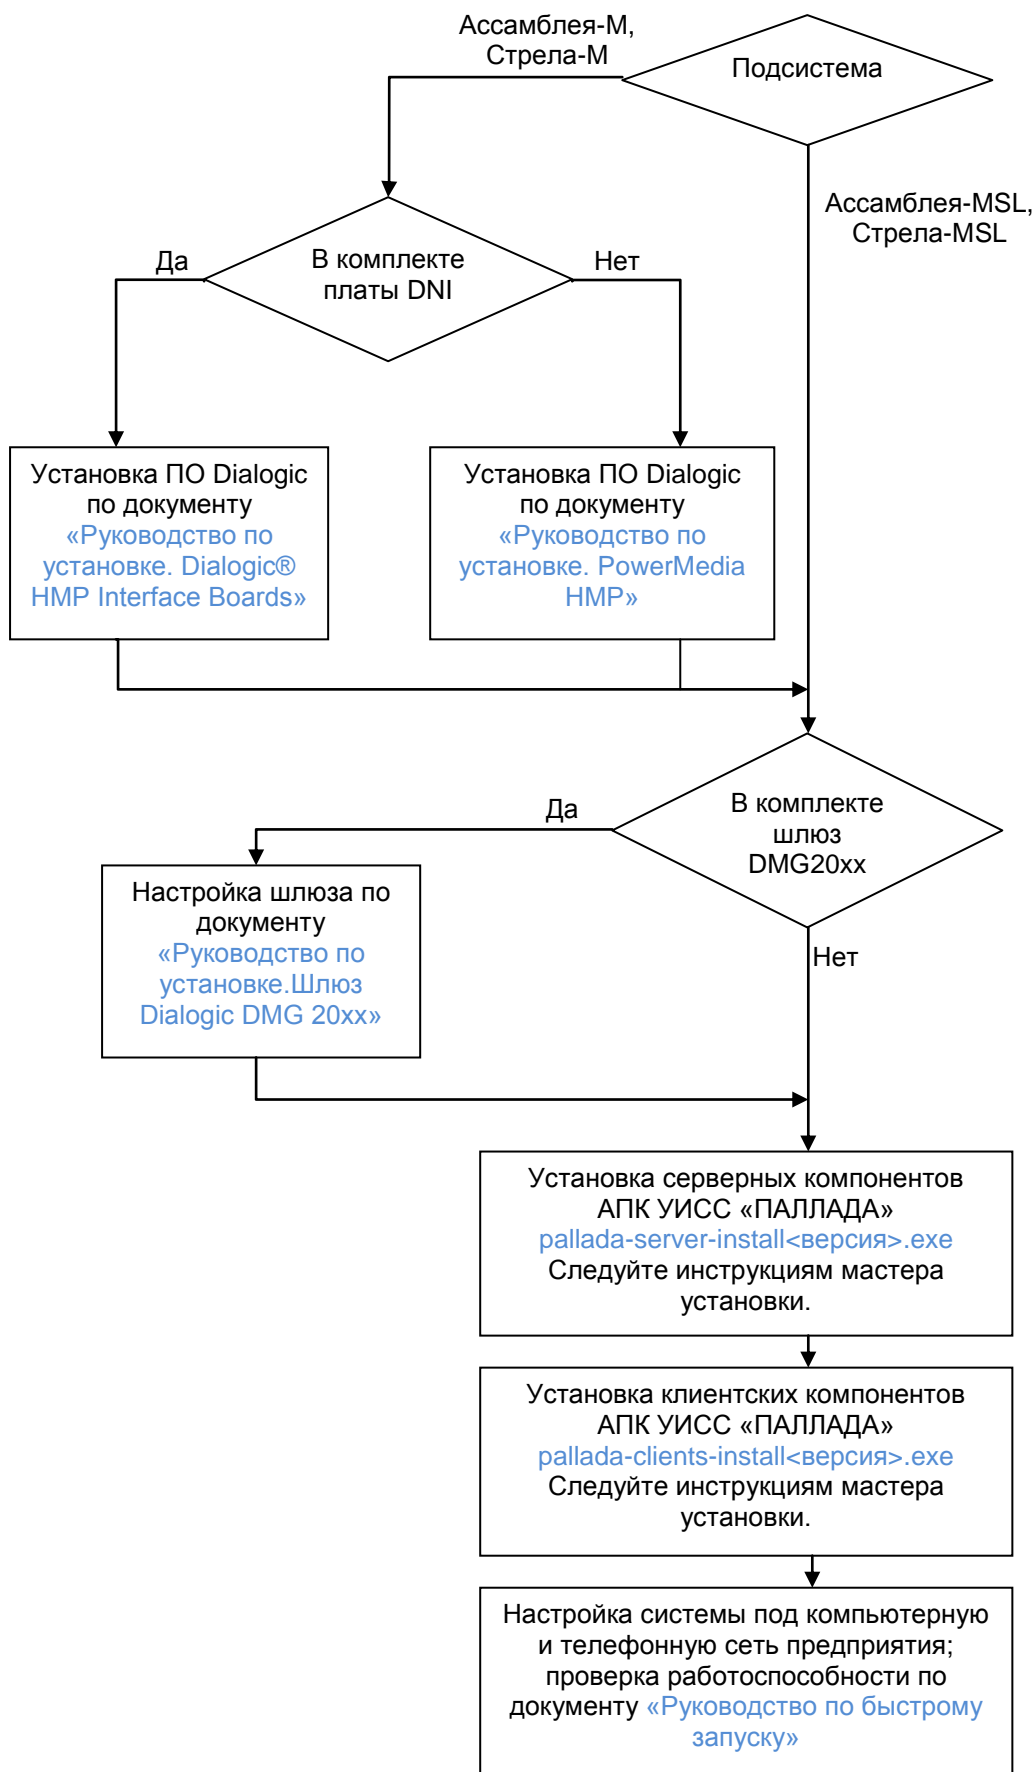 Ассамблея-М,
Стрела-М
Подсистема
Ассамблея-MSL,
Стрела-MSL
Да
В комплекте
платы DNI
Нет
Установка ПО Dialogic
по документу
«Руководство по
установке. Dialogic®
HMP Interface Boards»
Установка ПО Dialogic
по документу
«Руководство по
установке. PowerMedia
HMP»
Да
В комплекте
шлюз
DMG20xx
Нет
Настройка шлюза по
документу
«Руководство по
установке.Шлюз
Dialogic DMG 20xx»
Установка серверных компонентов
АПК УИСС «ПАЛЛАДА»
pallada-server-install<версия>.exe
Следуйте инструкциям мастера
установки.
Установка клиентских компонентов
АПК УИСС «ПАЛЛАДА»
pallada-clients-install<версия>.exe
Следуйте инструкциям мастера
установки.
Настройка системы под компьютерную
и телефонную сеть предприятия;
проверка работоспособности по
документу «Руководство по быстрому
запуску»